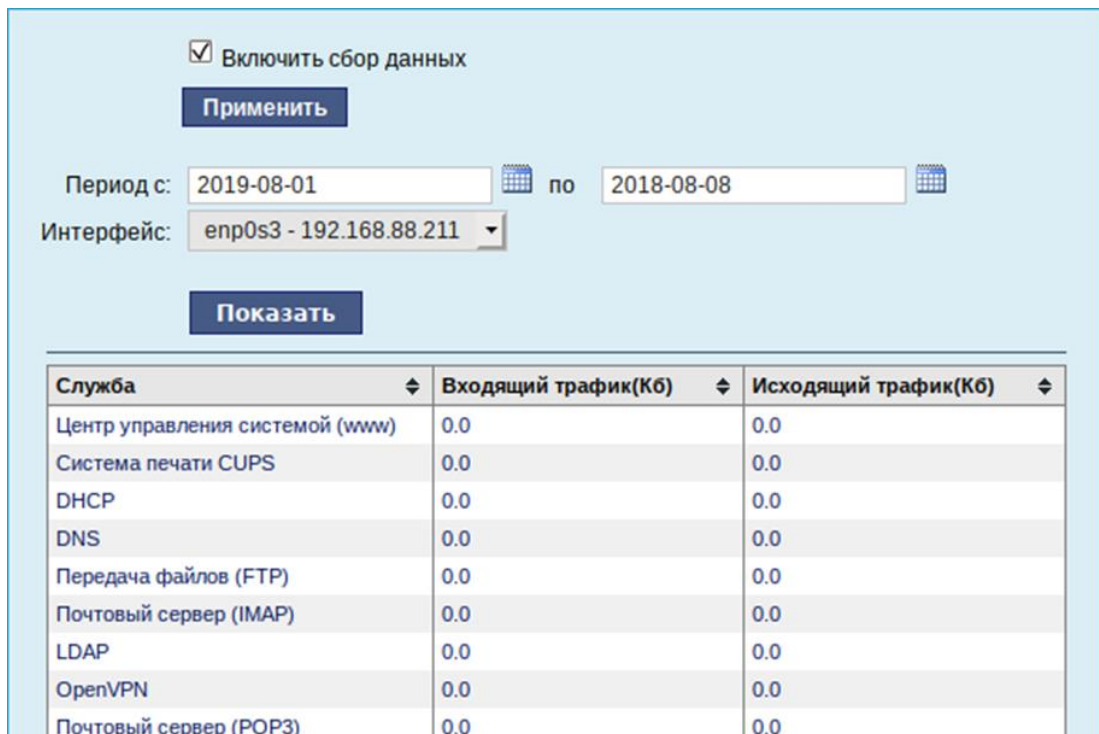 Включить сбор данных
Применить
Период с: 2019-08-01 по 2018-08-08
Интерфейс: enp0s3 - 192.168.88.211
Показать
Служба Входящий трафик(Кб) Исходящий трафик(Кб)
Центр управления системой (www) 0.0 0.0
Система печати CUPS 0.0 0.0
DHCP 0.0 0.0
DNS 0.0 0.0
Передача файлов (FTP) 0.0 0.0
Почтовый сервер (IMAP) 0.0 0.0
LDAP 0.0 0.0
OpenVPN 0.0 0.0
Почтовый сервер (POP3) 0.0 0.0